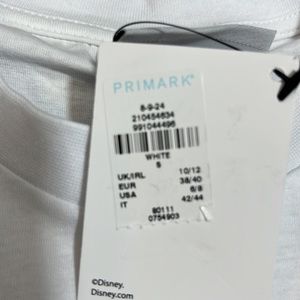 PRIMARK®
8-9-24
210454634
991044496
WHITE
S
UK/IRL 10/12
EUR 38/40
USA 6/8
IT 42/44
80111
0754903
©Disney.
Disney.com